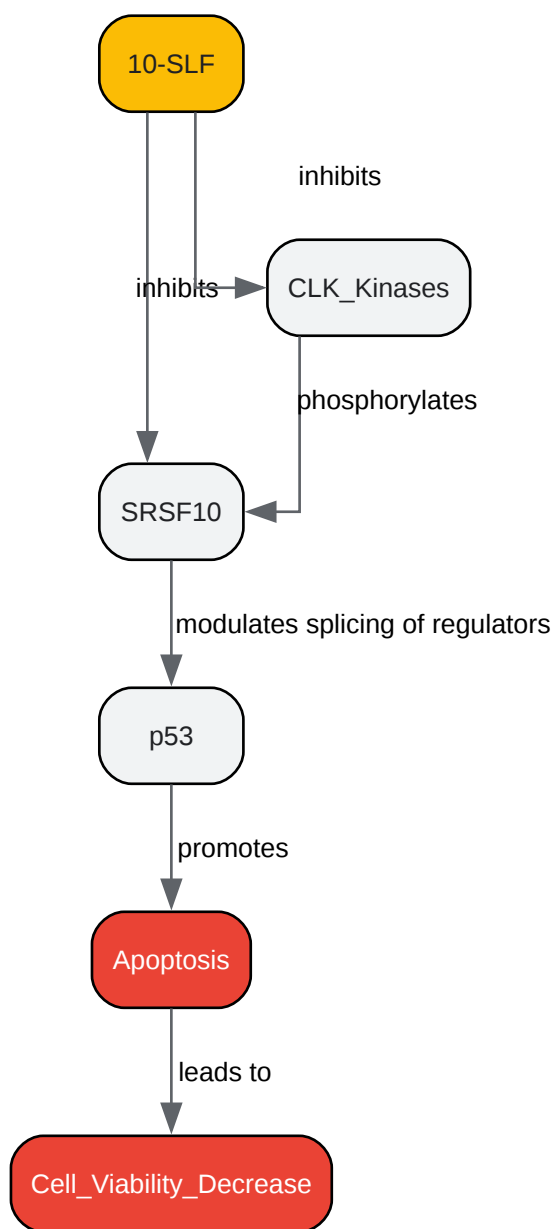 10-SLF
inhibits
inhibits
CLK_Kinases
phosphorylates
SRSF10
modulates splicing of regulators
p53
promotes
Apoptosis
leads to
Cell_Viability_Decrease